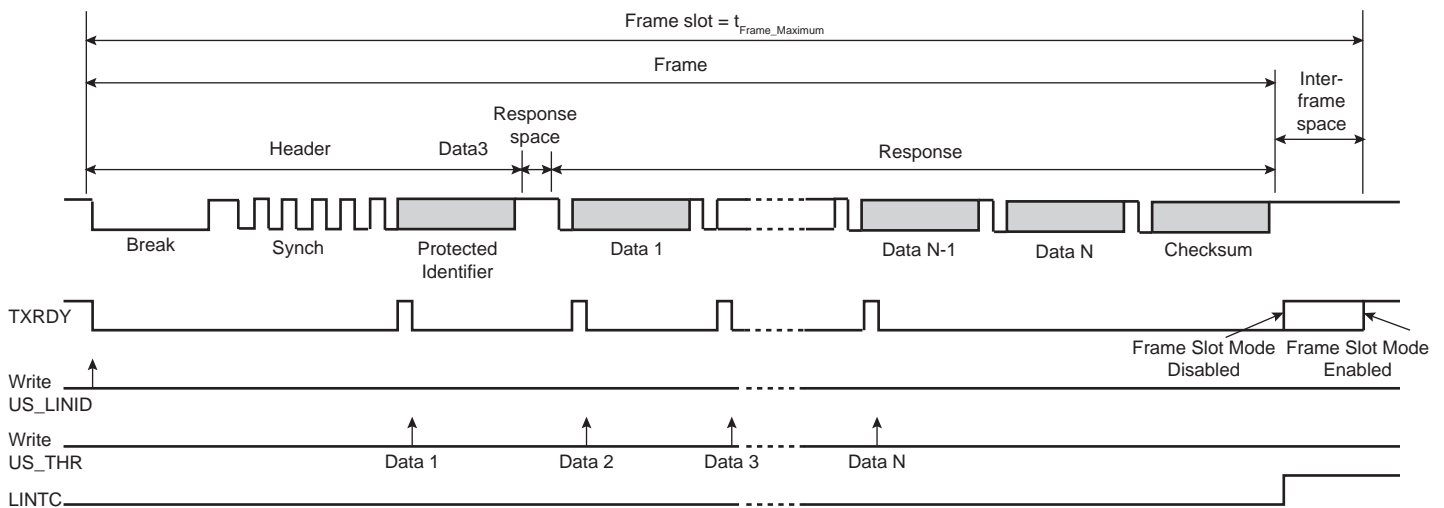 Frame slot = tFrame_Maximum
Frame
Inter-
frame
space
Response
space
Header
Data3
Response
Break
Synch
Protected
Identifier
Data 1
Data N-1
Data N
Checksum
TXRDY
Frame Slot Mode
Disabled
Frame Slot Mode
Enabled
Write
US_LINID
Write
US_THR
Data 1
Data 2
Data 3
Data N
LINTC